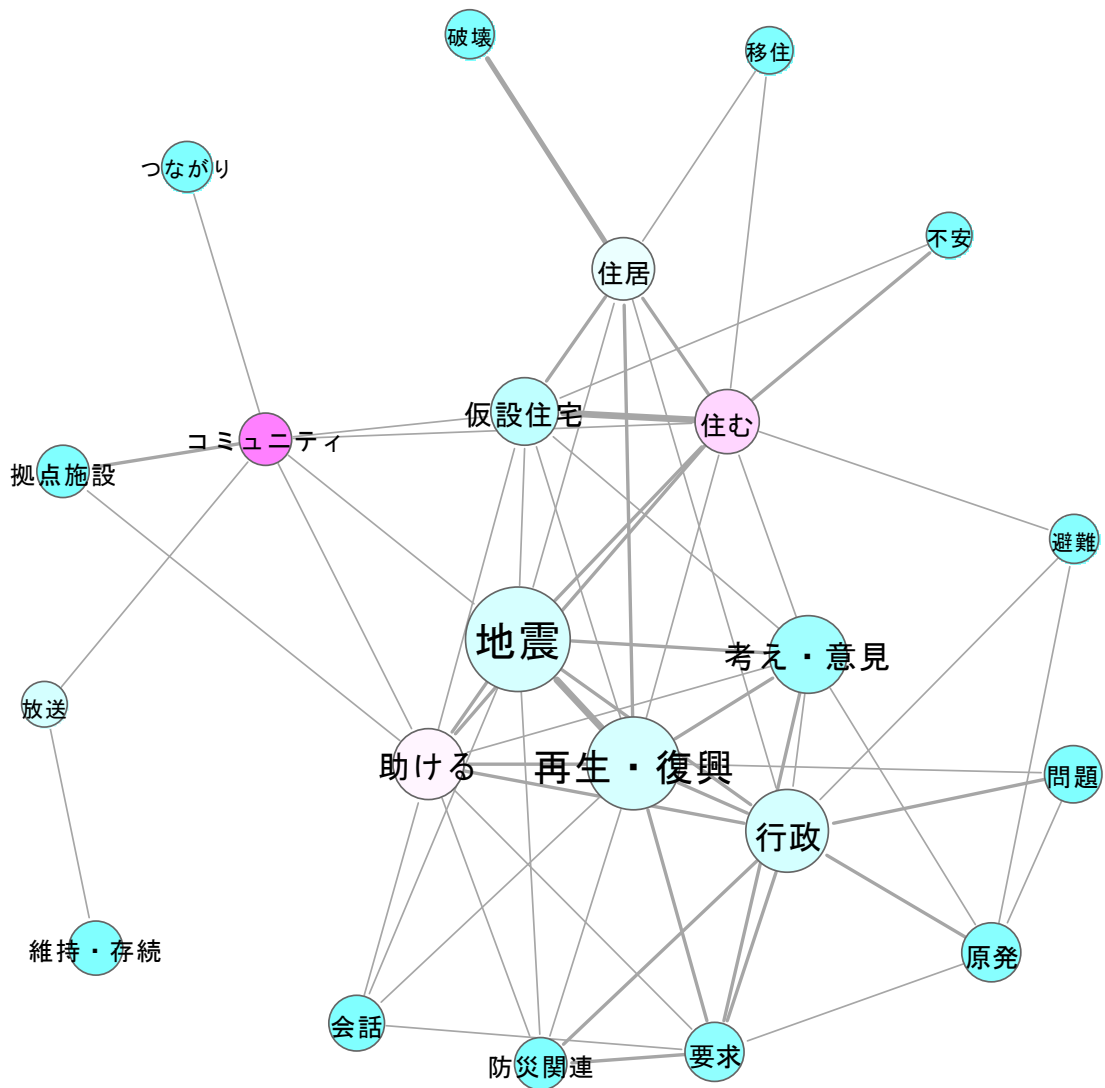 破壊
移住
つながり
不安
住居
仮設住宅
住む
コミュニティ
拠点施設
避難
地震
考え・意見
放送
助ける
再生・復興
問題
行政
維持・存続
原発
会話
防災関連
要求